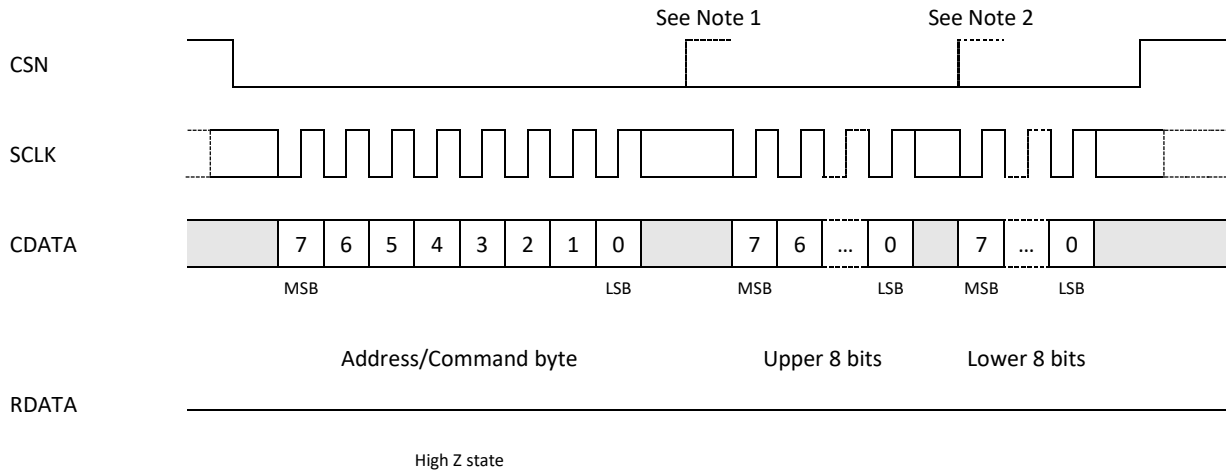 See Note 1 See Note 2
CSN
SCLK
CDATA 7 6 5 4 3 2 1 0 7 6 ... 0 7 ... 0
MSB LSB MSB LSB MSB LSB
Address/Command byte Upper 8 bits Lower 8 bits
RDATA
High Z state